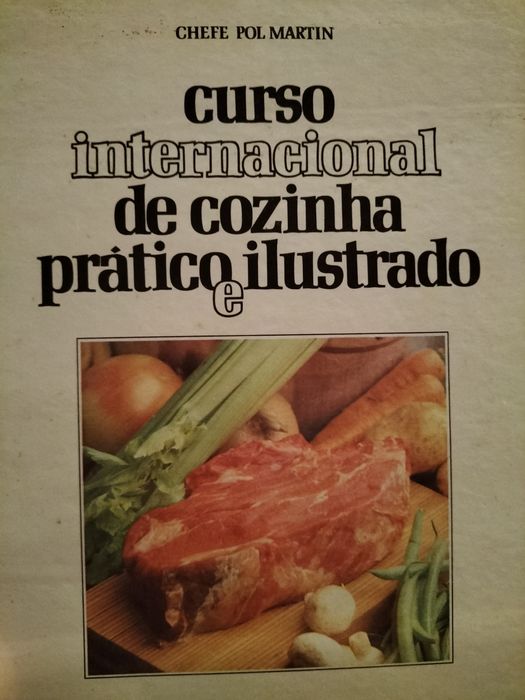 CHEFE POL MARTIN
curso
internacional
de cozinha
prático e ilustrado